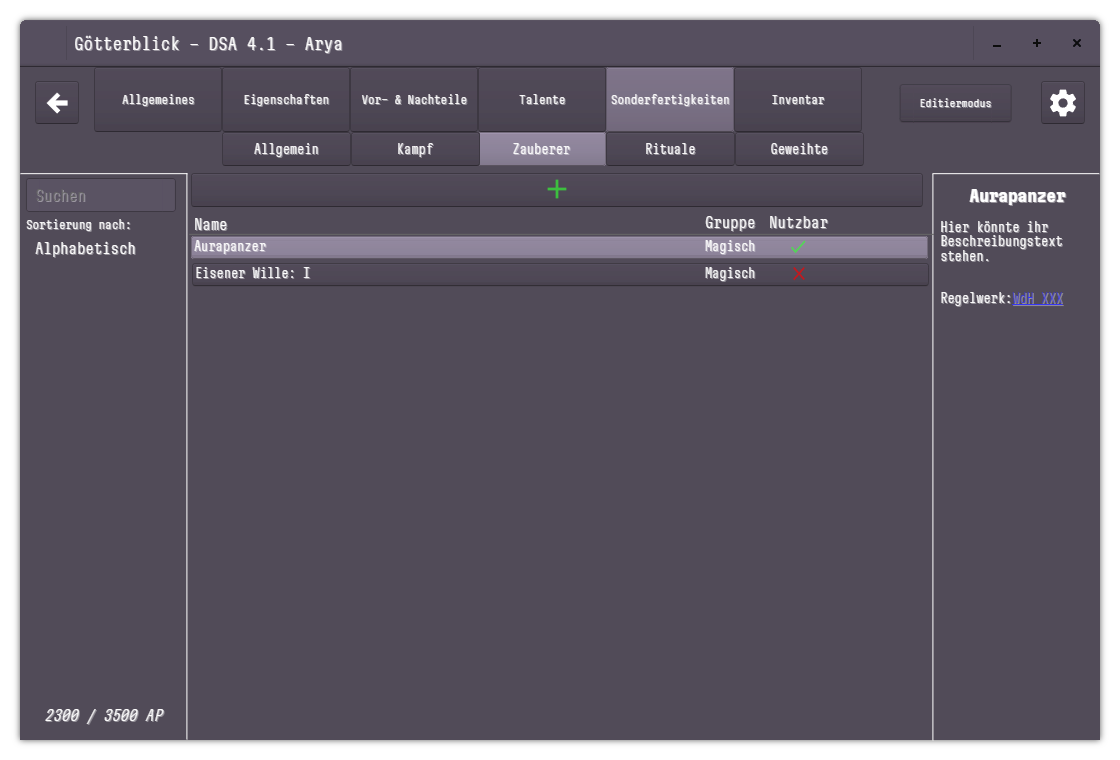 Götterblick - DSA 4.1 - Arya
Allgemeines Eigenschaften Vor- & Nachteile Talente Sonderfertigkeiten Inventar Editiermodus
Allgemein Kampf Zauberer Rituale Geweihte
Suchen
Sortierung nach:
Alphabetisch
Name Gruppe Nutzbar
Aurapanzer Magisch
Eisener Wille: I Magisch
Aurapanzer
Hier könnte ihr
Beschreibungstext
stehen.
Regelwerk: WdH XXX
2300 / 3500 AP